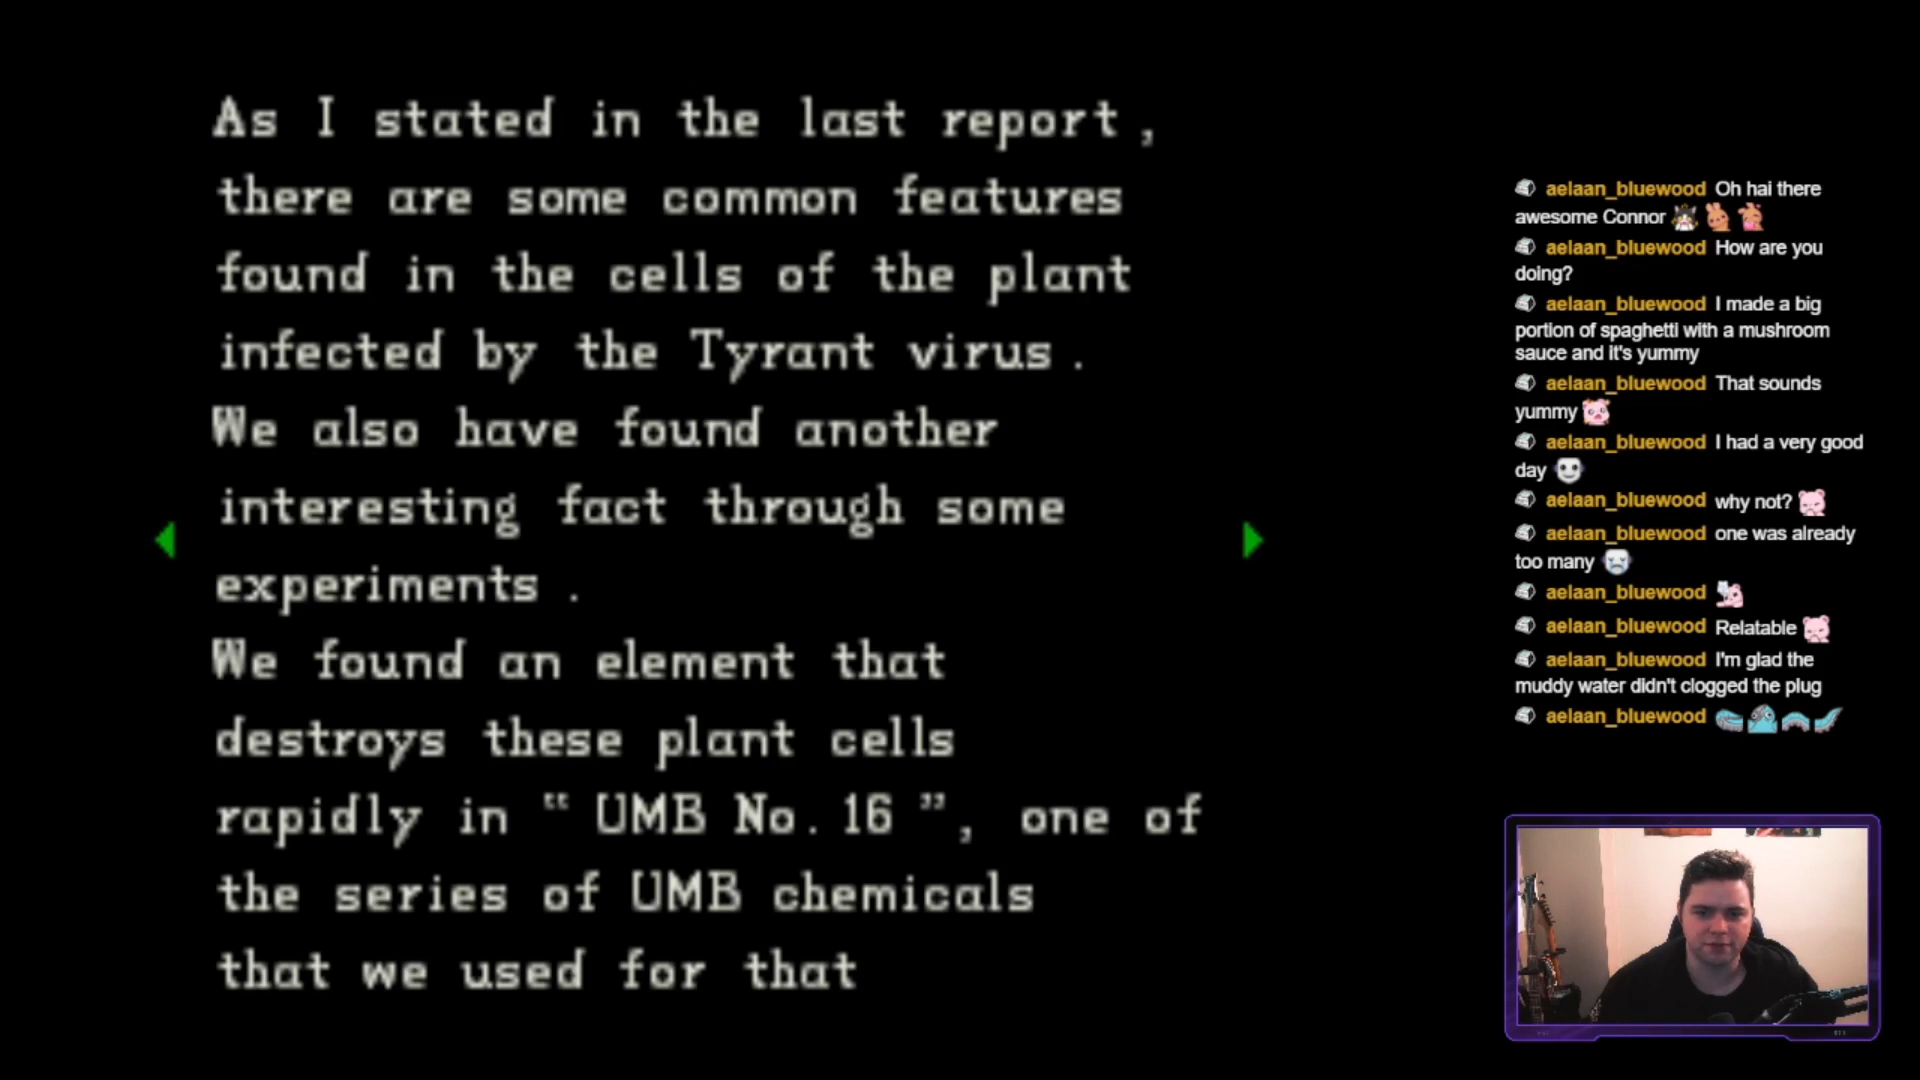 As I stated in the last report,
there are some common features
found in the cells of the plant
infected by the Tyrant virus.
We also have found another
interesting fact through some
experiments.
We found an element that
destroys these plant cells
rapidly in “UMB No.16”, one of
the series of UMB chemicals
that we used for that
aelaan_bluewood Oh hai there
awesome Connor
aelaan_bluewood How are you
doing?
aelaan_bluewood I made a big
portion of spaghetti with a mushroom
sauce and it's yummy
aelaan_bluewood That sounds
yummy
aelaan_bluewood I had a very good
day
aelaan_bluewood why not?
aelaan_bluewood one was already
too many
aelaan_bluewood
aelaan_bluewood Relatable
aelaan_bluewood I'm glad the
muddy water didn't clogged the plug
aelaan_bluewood